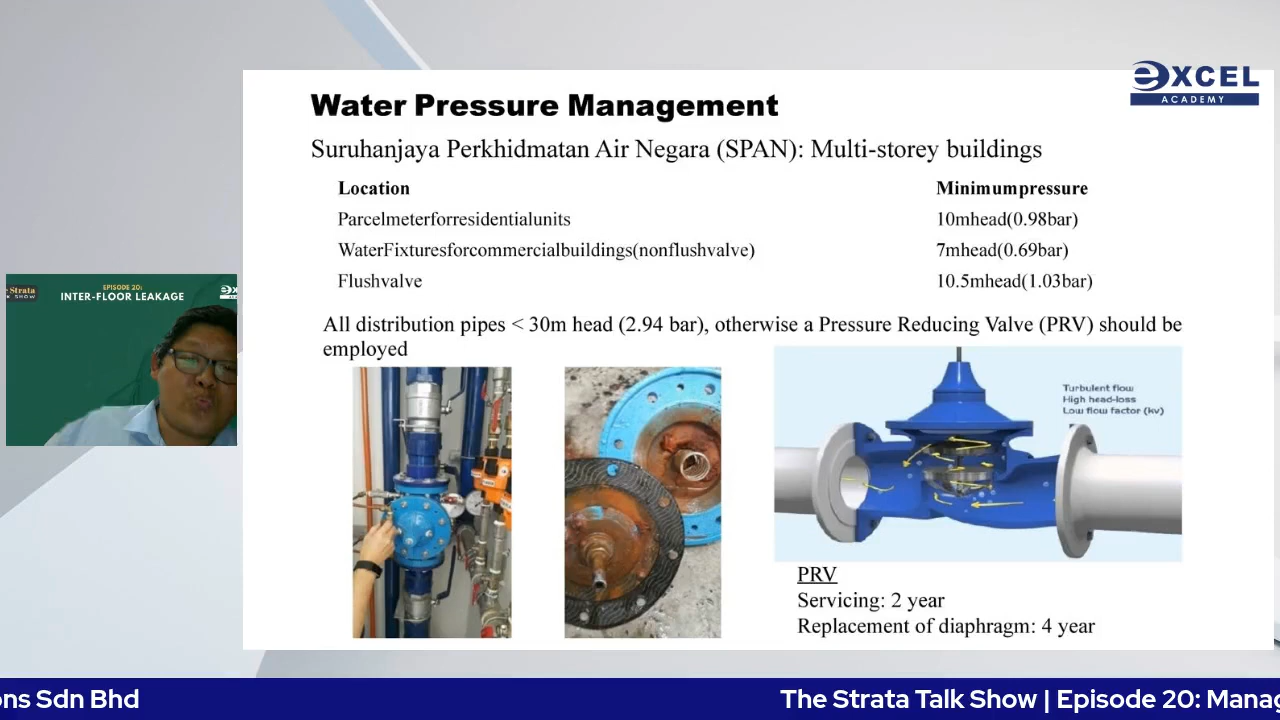 eXCEL
ACADEMY
Water Pressure Management
Suruhanjaya Perkhidmatan Air Negara (SPAN): Multi-storey buildings
Location Minimumpressure
Parcelmeterforresidentialunits 10mhead(0.98bar)
WaterFixturesforcommercialbuildings(nonflushvalve) 7mhead(0.69bar)
Flushvalve 10.5mhead(1.03bar)
All distribution pipes < 30m head (2.94 bar), otherwise a Pressure Reducing Valve (PRV) should be
employed
EPISODE 20:
INTER-FLOOR LEAKAGE
Strata
SHOW
Turbulent flow
High head-loss
Low flow factor (kv)
PRV
Servicing: 2 year
Replacement of diaphragm: 4 year
ons Sdn Bhd The Strata Talk Show | Episode 20: Manag